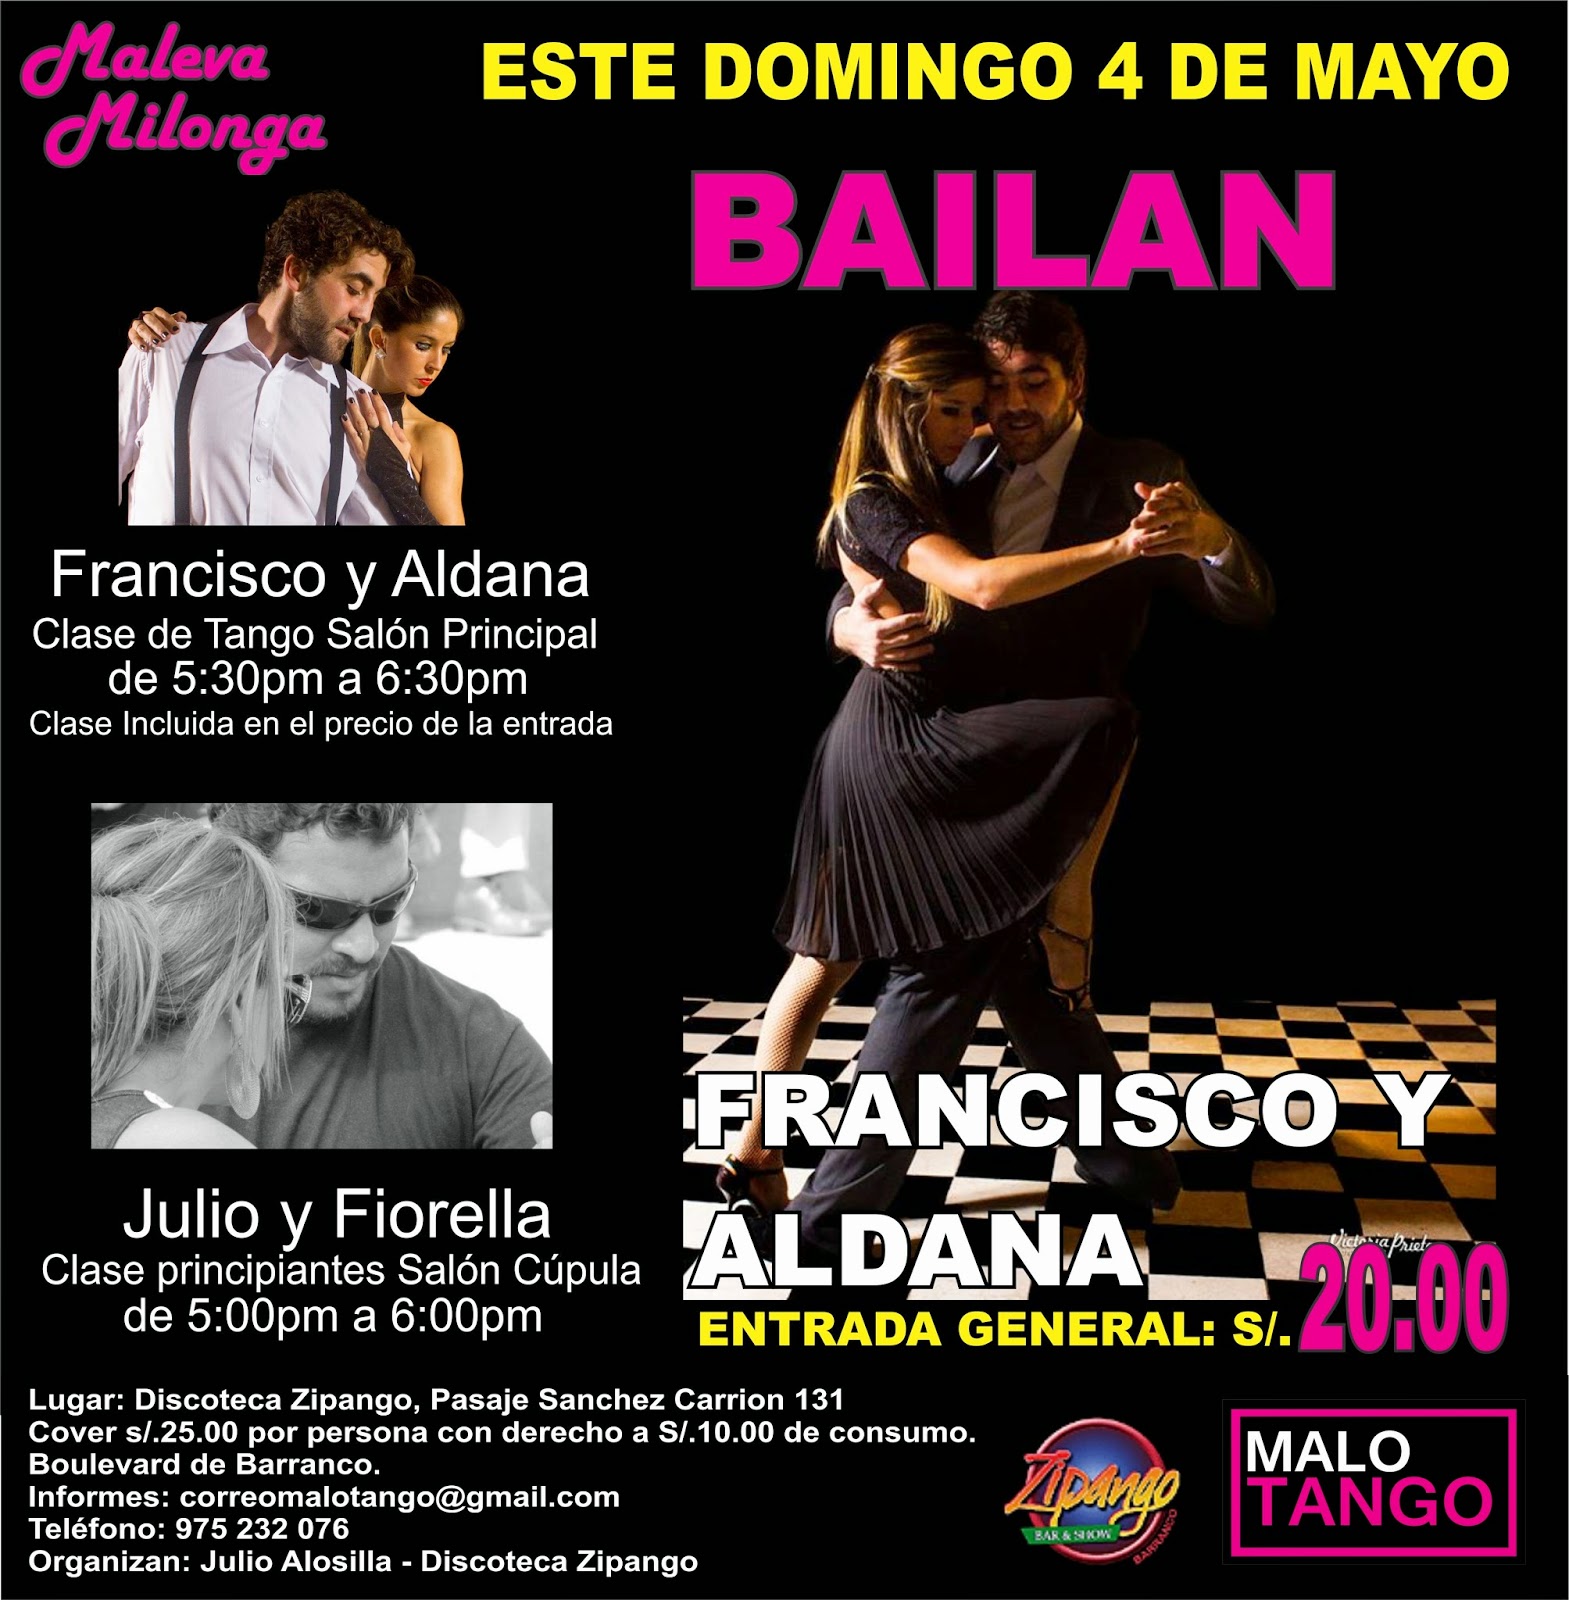 Maleva
Milonga
ESTE DOMINGO 4 DE MAYO
BAILAN
Francisco y Aldana
Clase de Tango Salón Principal
de 5:30pm a 6:30pm
Clase Incluida en el precio de la entrada
Julio y Fiorella
Clase principiantes Salón Cúpula
de 5:00pm a 6:00pm
FRANCISCO Y
ALDANA
Victoria Prieto
ENTRADA GENERAL: S/. 20.00
Lugar: Discoteca Zipango, Pasaje Sanchez Carrion 131
Cover s/.25.00 por persona con derecho a S/.10.00 de consumo.
Boulevard de Barranco.
Informes: correomalotango@gmail.com
Teléfono: 975 232 076
Organizan: Julio Alosilla - Discoteca Zipango
Zipango
BAR & SHOW
BARRANCO
MALO
TANGO